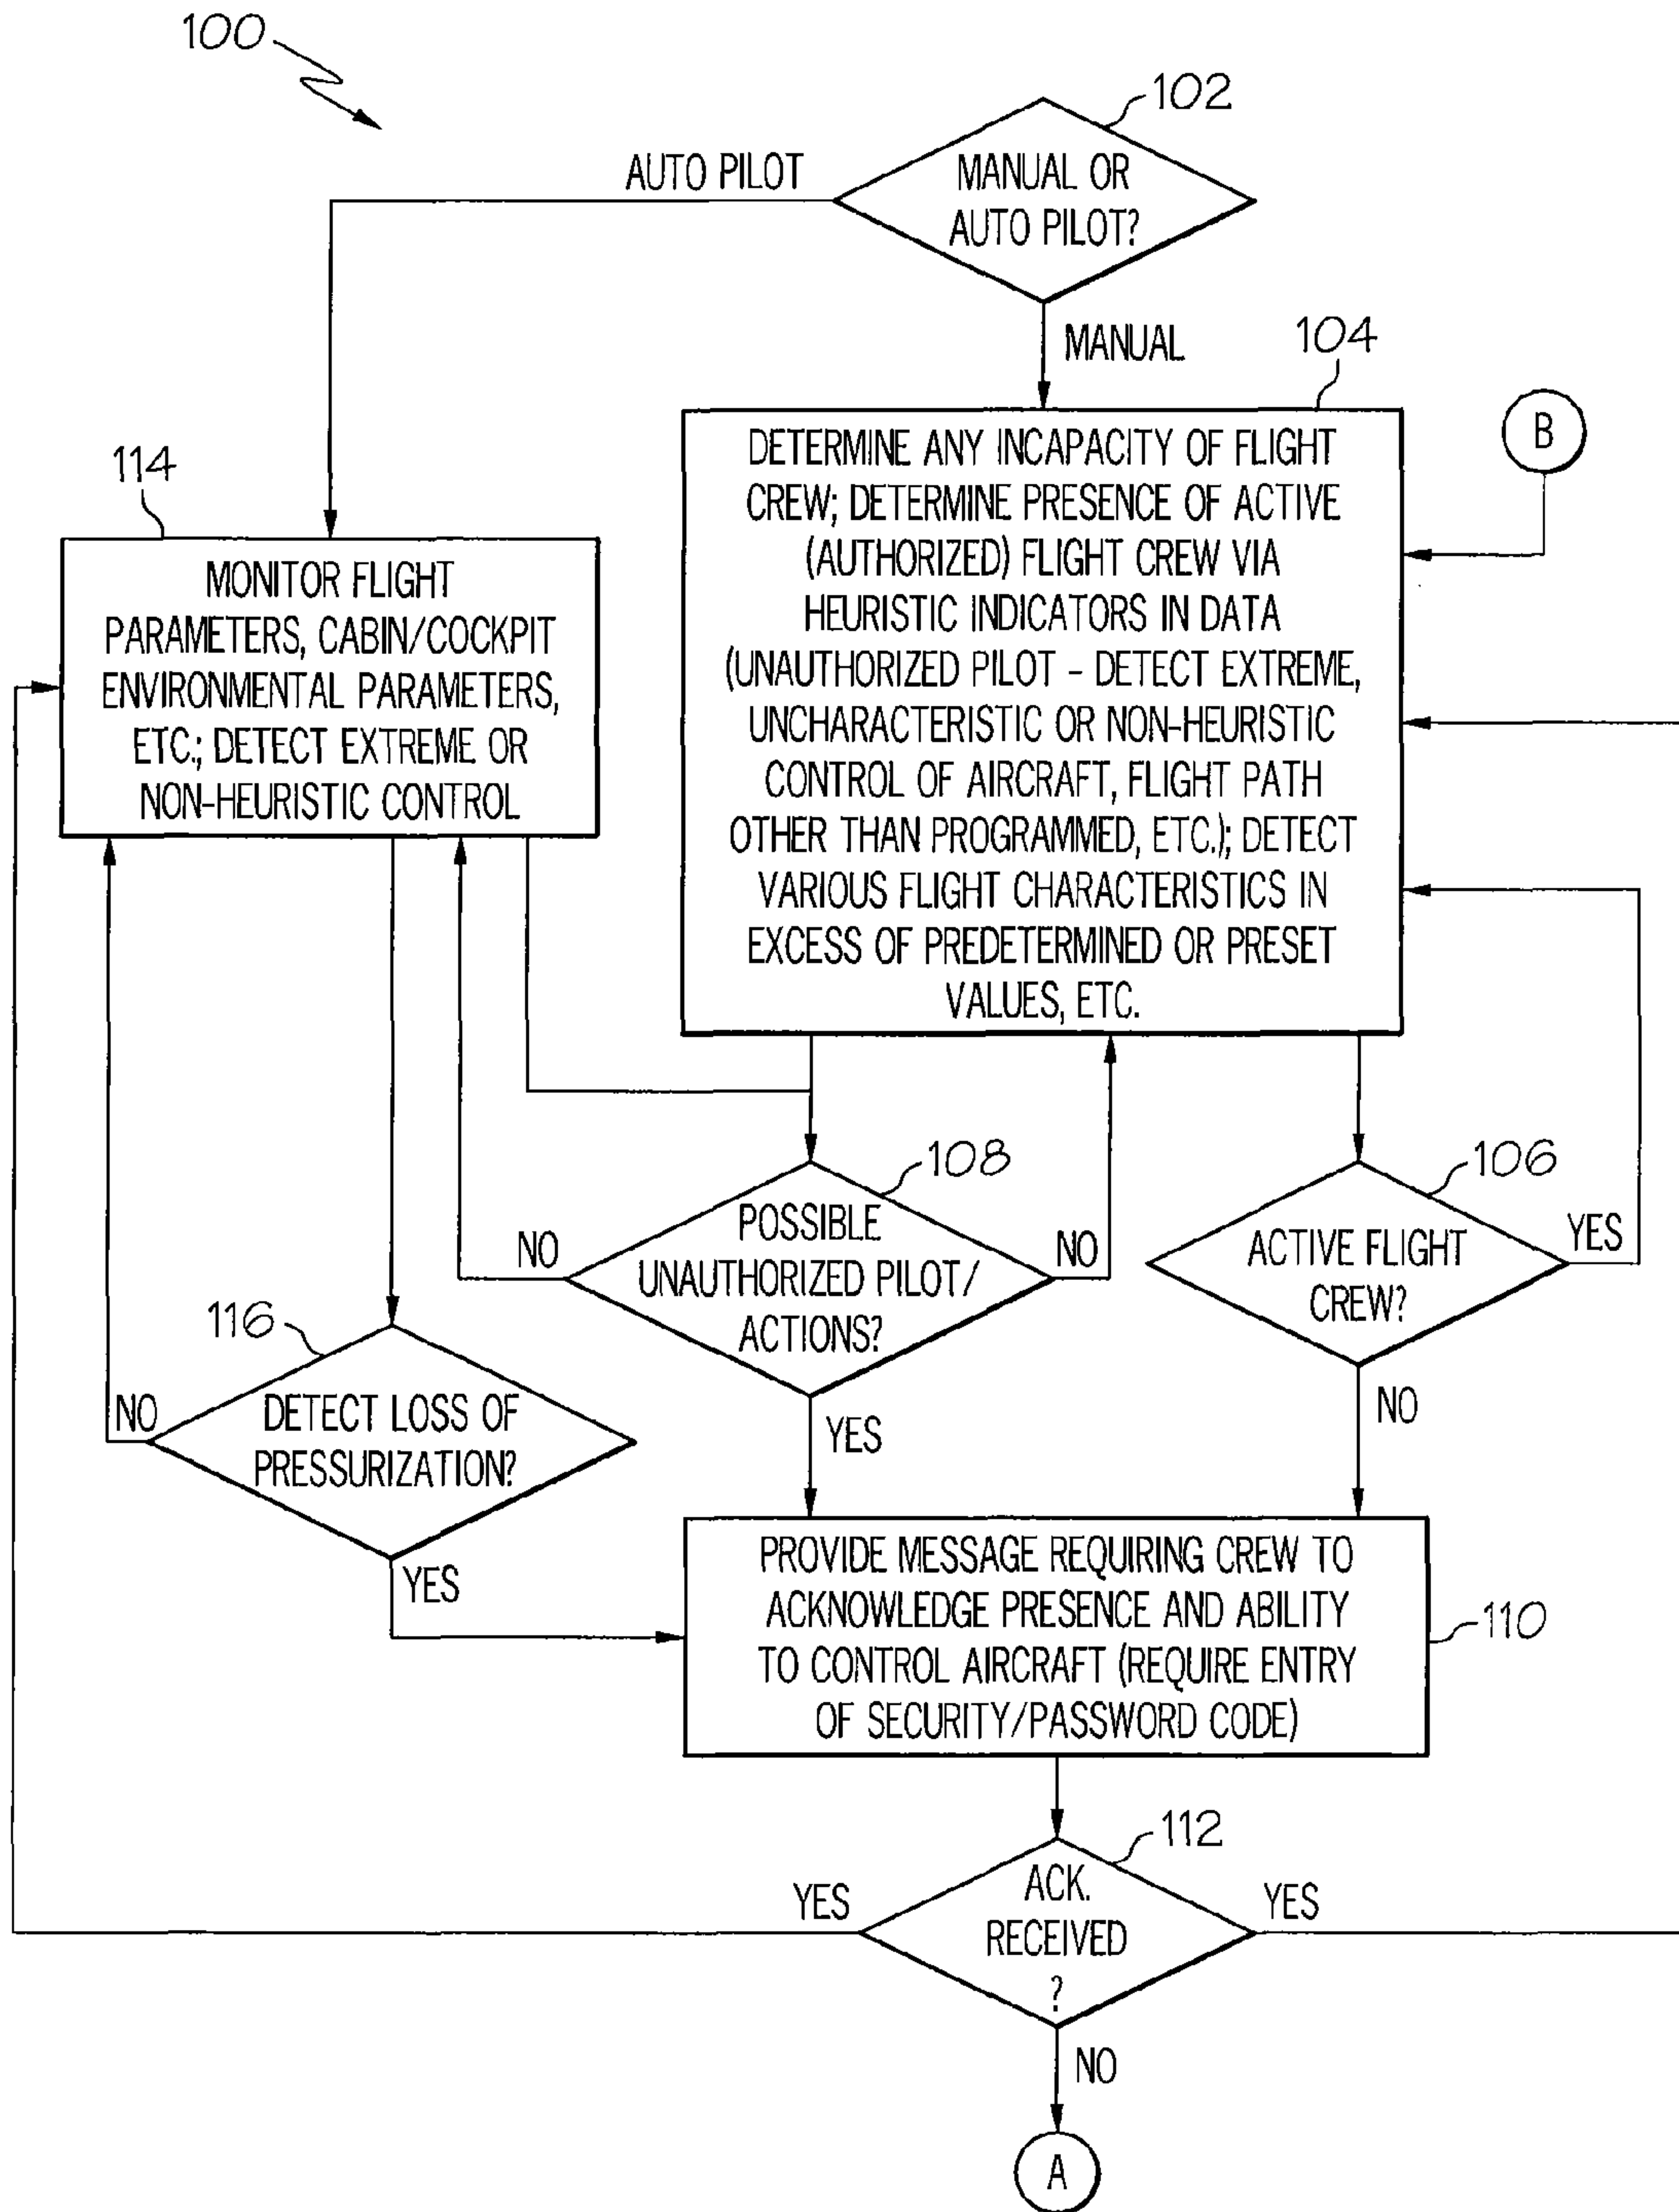 100
102
MANUAL OR
AUTO PILOT?
AUTO PILOT
MANUAL
104
DETERMINE ANY INCAPACITY OF FLIGHT
CREW; DETERMINE PRESENCE OF ACTIVE
(AUTHORIZED) FLIGHT CREW VIA
HEURISTIC INDICATORS IN DATA
(UNAUTHORIZED PILOT - DETECT EXTREME,
UNCHARACTERISTIC OR NON-HEURISTIC
CONTROL OF AIRCRAFT, FLIGHT PATH
OTHER THAN PROGRAMMED, ETC.); DETECT
VARIOUS FLIGHT CHARACTERISTICS IN
EXCESS OF PREDETERMINED OR PRESET
VALUES, ETC.
B
114
MONITOR FLIGHT
PARAMETERS, CABIN/COCKPIT
ENVIRONMENTAL PARAMETERS,
ETC.; DETECT EXTREME OR
NON-HEURISTIC CONTROL
108
POSSIBLE
UNAUTHORIZED PILOT/
ACTIONS?
NO
NO
YES
106
ACTIVE FLIGHT
CREW?
YES
NO
116
DETECT LOSS OF
PRESSURIZATION?
NO
YES
PROVIDE MESSAGE REQUIRING CREW TO
ACKNOWLEDGE PRESENCE AND ABILITY
TO CONTROL AIRCRAFT (REQUIRE ENTRY
OF SECURITY/PASSWORD CODE)
110
112
ACK.
RECEIVED
?
YES
YES
NO
A